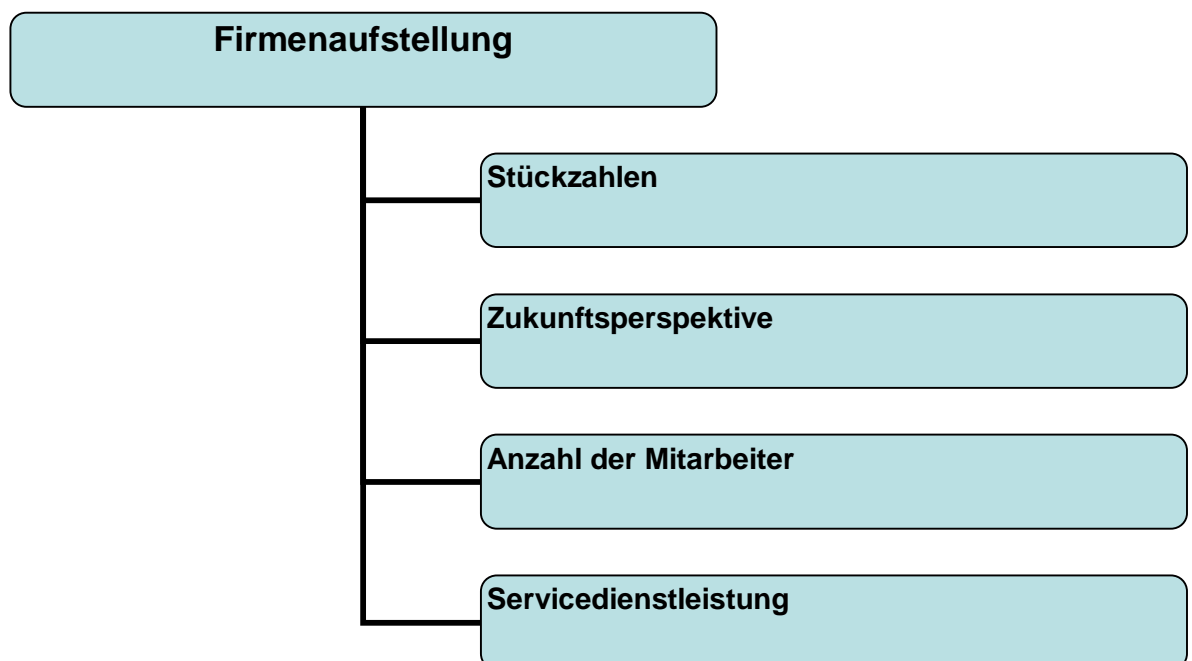 Firmenaufstellung
Stückzahlen
Zukunftsperspektive
Anzahl der Mitarbeiter
Servicedienstleistung